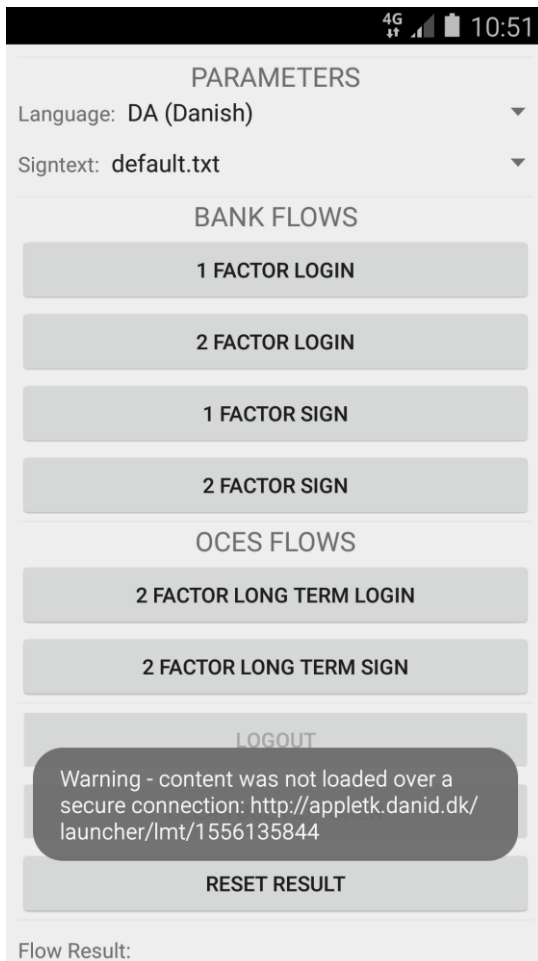 4G 10:51
PARAMETERS
Language: DA (Danish)
Signtext: default.txt
BANK FLOWS
1 FACTOR LOGIN
2 FACTOR LOGIN
1 FACTOR SIGN
2 FACTOR SIGN
OCES FLOWS
2 FACTOR LONG TERM LOGIN
2 FACTOR LONG TERM SIGN
LOGOUT
Warning - content was not loaded over a
secure connection: http://appletk.danid.dk/
launcher/lmt/1556135844
RESET RESULT
Flow Result: